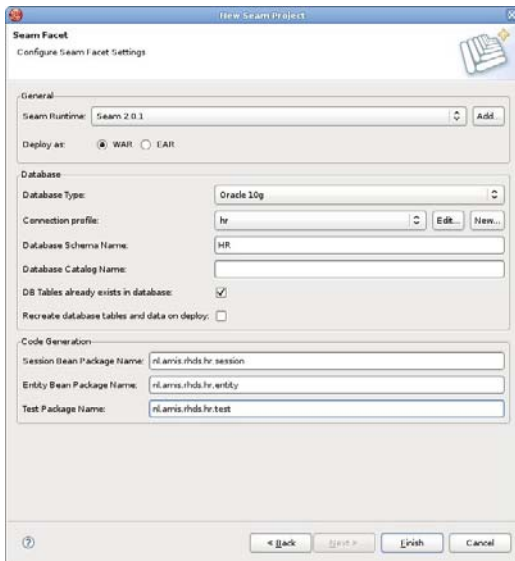 New Seam Project
Seam Facet
Configure Seam Facet Settings
General
Seam Runtime: Seam 2.0.1 Add...
Deploy as: WAR EAR
Database
Database Type: Oracle 10g
Connection profile: hr Edit... New...
Database Schema Name: HR
Database Catalog Name:
DB Tables already exists in database:
Recreate database tables and data on deploy:
Code Generation
Session Bean Package Name: nl.amis.rhds.hr.session
Entity Bean Package Name: nl.amis.rhds.hr.entity
Test Package Name: nl.amis.rhds.hr.test
? < Back Next > Finish Cancel